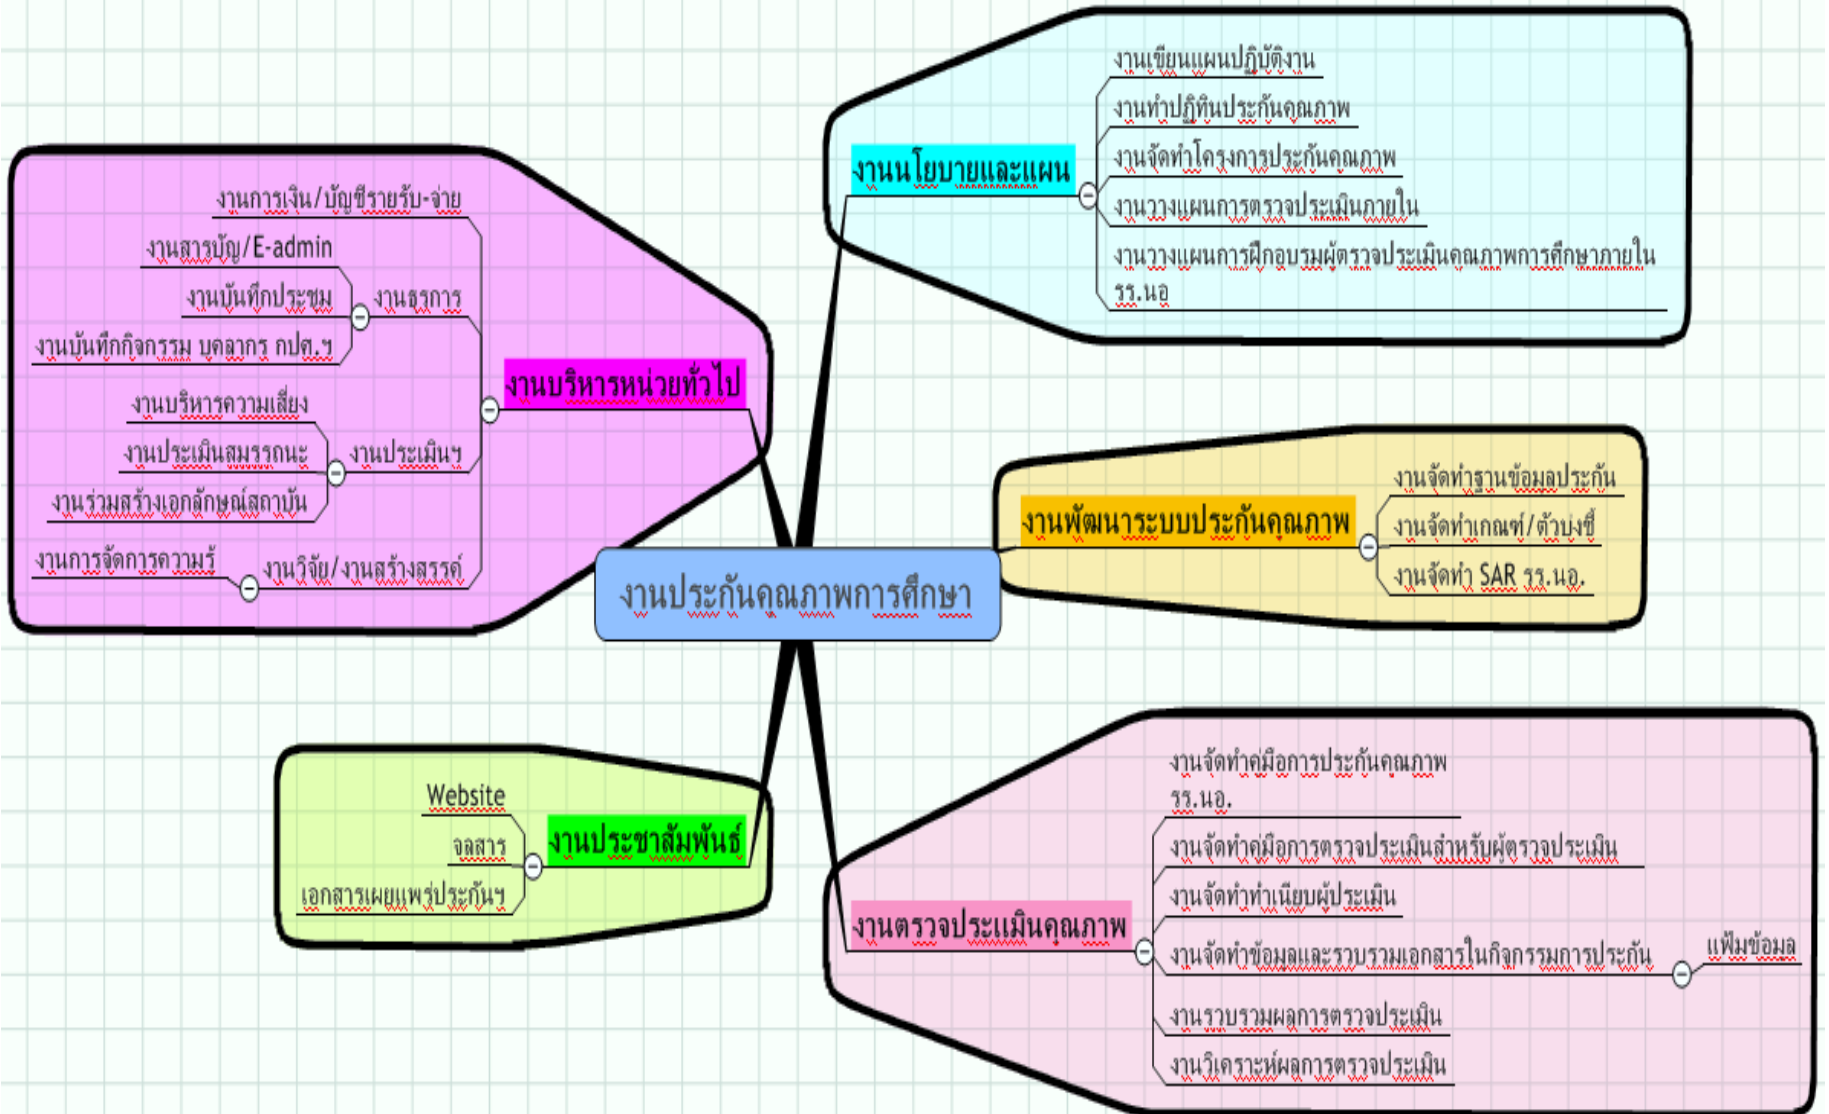 งานประกันคุณภาพการศึกษา
งานนโยบายและแผน
งานเขียนแผนปฏิบัติงาน
งานทำปฏิทินประกันคุณภาพ
งานจัดทำโครงการประกันคุณภาพ
งานวางแผนการตรวจประเมินภายใน
งานวางแผนการฝึกอบรมผู้ตรวจประเมินคุณภาพการศึกษาภายใน
รร.นอ
งานพัฒนาระบบประกันคุณภาพ
งานจัดทำฐานข้อมูลประกัน
งานจัดทำเกณฑ์/ตัวบ่งชี้
งานจัดทำ SAR รร.นอ.
งานตรวจประเมินคุณภาพ
งานจัดทำคู่มือการประกันคุณภาพ
รร.นอ.
งานจัดทำคู่มือการตรวจประเมินสำหรับผู้ตรวจประเมิน
งานจัดทำทำเนียบผู้ประเมิน
งานจัดทำข้อมูลและรวบรวมเอกสารในกิจกรรมการประกัน
แฟ้มข้อมูล
งานรวบรวมผลการตรวจประเมิน
งานวิเคราะห์ผลการตรวจประเมิน
งานบริหารหน่วยทั่วไป
งานการเงิน/บัญชีรายรับ-จ่าย
งานธุรการ
งานสารบัญ/E-admin
งานบันทึกประชุม
งานบันทึกกิจกรรม บุคลากร กปศ.ฯ
งานประเมินฯ
งานบริหารความเสี่ยง
งานประเมินสมรรถนะ
งานร่วมสร้างเอกลักษณ์สถาบัน
งานวิจัย/งานสร้างสรรค์
งานการจัดการความรู้
งานประชาสัมพันธ์
Website
จุลสาร
เอกสารเผยแพร่ประกันฯ